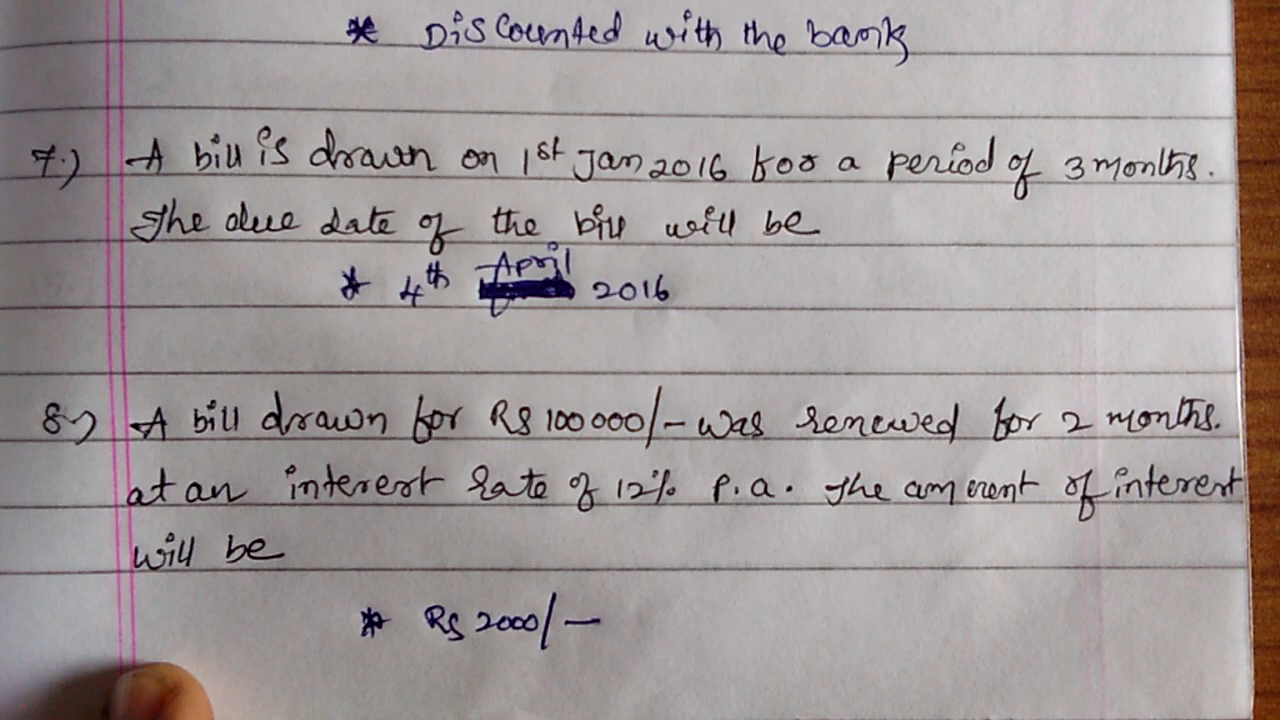 * Discounted with the bank
7.) A bill is drawn on 1st Jan 2016 for a period of 3 months.
The due date of the bill will be
* 4th April 2016
8.) A bill drawn for Rs 100000/- was renewed for 2 months.
at an interest rate of 12% p.a. The amount of interest
will be
* Rs 2000/-